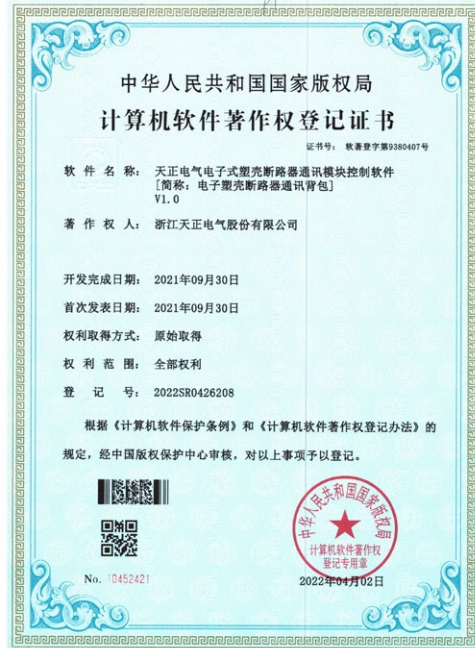 中华人民共和国国家版权局
计算机软件著作权登记证书
证书号： 软著登字第9380407号
软件名称： 天正电气电子式塑壳断路器通讯模块控制软件
[简称：电子塑壳断路器通讯背包]
V1.0
著作权人： 浙江天正电气股份有限公司
开发完成日期： 2021年09月30日
首次发表日期： 2021年09月30日
权利取得方式： 原始取得
权利范围： 全部权利
登记号： 2022SR0426208
根据《计算机软件保护条例》和《计算机软件著作权登记办法》的
规定，经中国版权保护中心审核，对以上事项予以登记。
中华人民共和国国家版权局
计算机软件著作权
登记专用章
No. 10452421
2022年04月02日